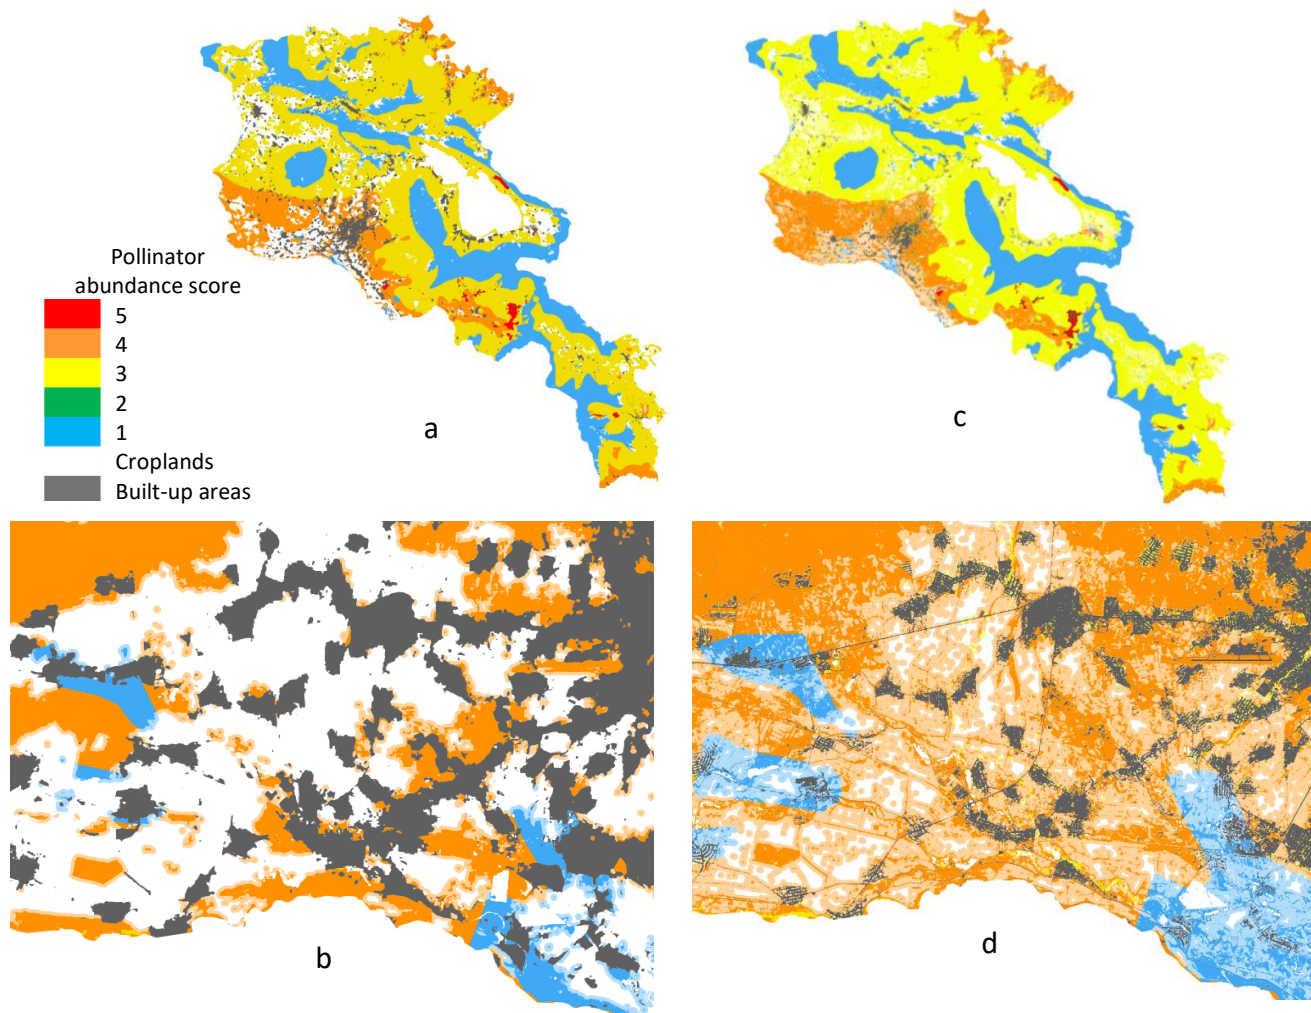 Pollinator
abundance score
5
4
3
2
1
Croplands
Built-up areas
a
c
b
d